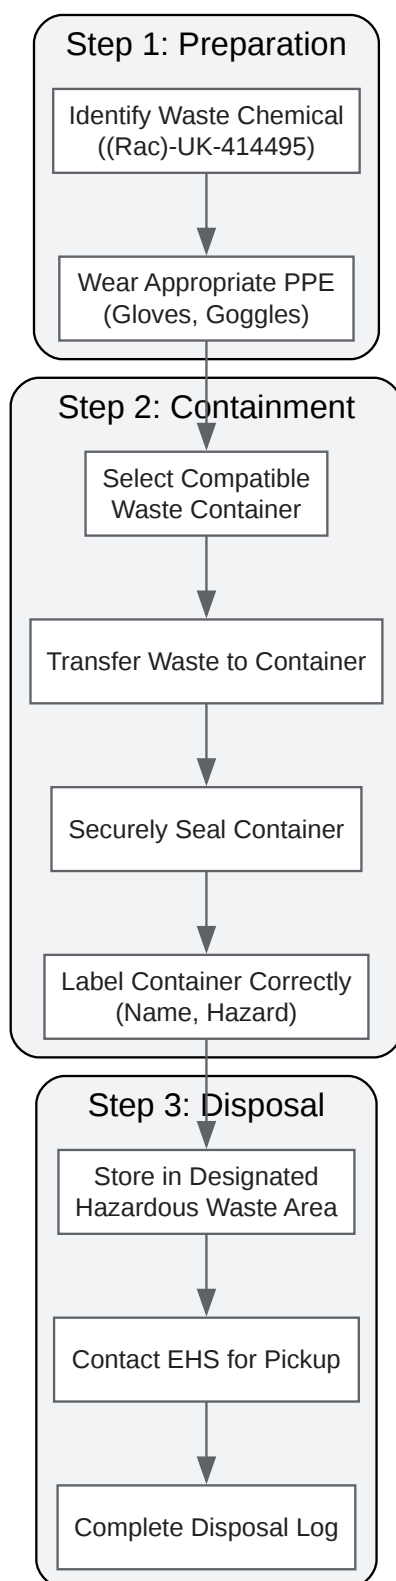 Step 1: Preparation
Identify Waste Chemical
((Rac)-UK-414495)
Wear Appropriate PPE
(Gloves, Goggles)
Step 2: Containment
Select Compatible
Waste Container
Transfer Waste to Container
Securely Seal Container
Label Container Correctly
(Name, Hazard)
Step 3: Disposal
Store in Designated
Hazardous Waste Area
Contact EHS for Pickup
Complete Disposal Log